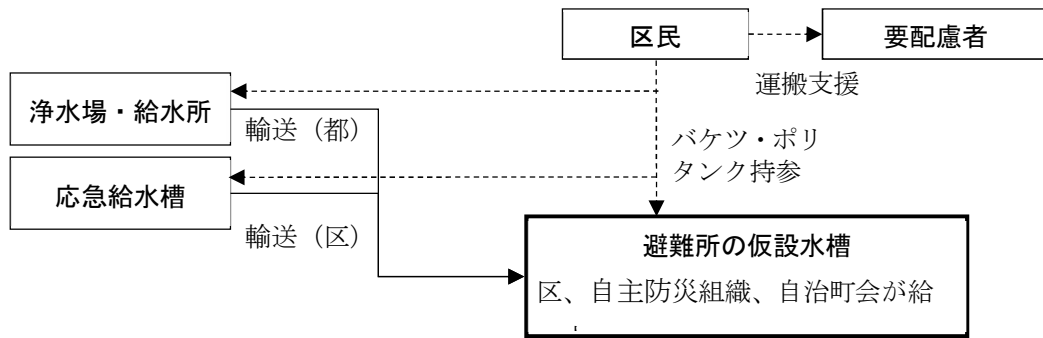 区民
要配慮者
運搬支援
浄水場・給水所
輸送（都）
バケツ・ポリ
タンク持参
応急給水槽
輸送（区）
避難所の仮設水槽
区、自主防災組織、自治町会が給